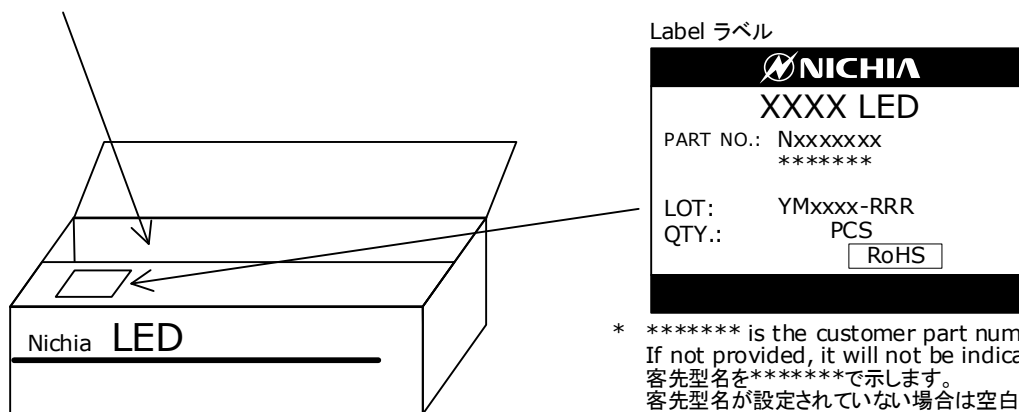 Label ラベル
NICHIA
XXXX LED
PART NO.: Nxxxxxxx
*******
LOT: YMxxxx-RRR
QTY.: PCS
RoHS
Nichia LED
* ******* is the customer part num
If not provided, it will not be indica
客先型名を*******で示します。
客先型名が設定されていない場合は空白